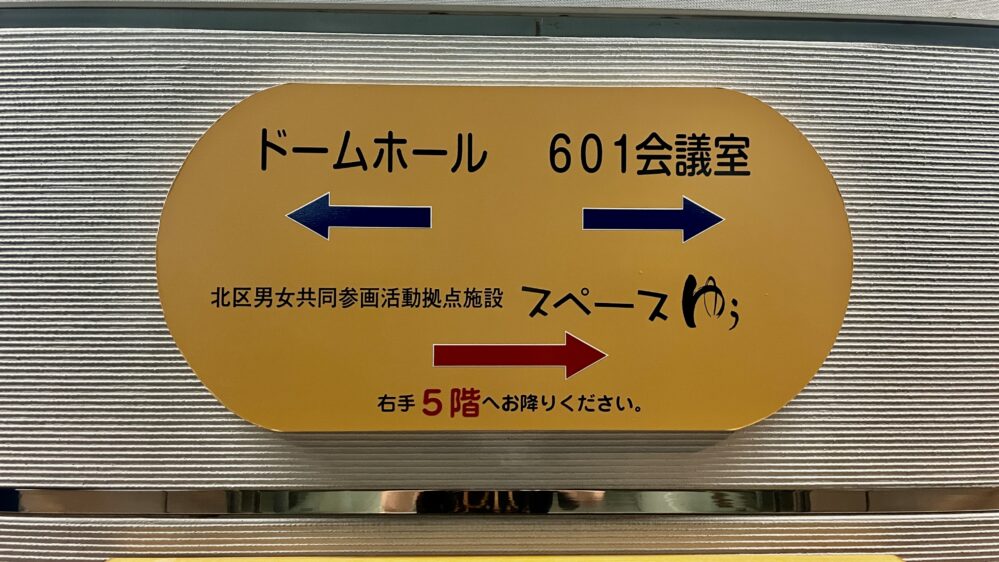 ドームホール 601会議室
北区男女共同参画活動拠点施設 スペースゆう
右手5階へお降りください。